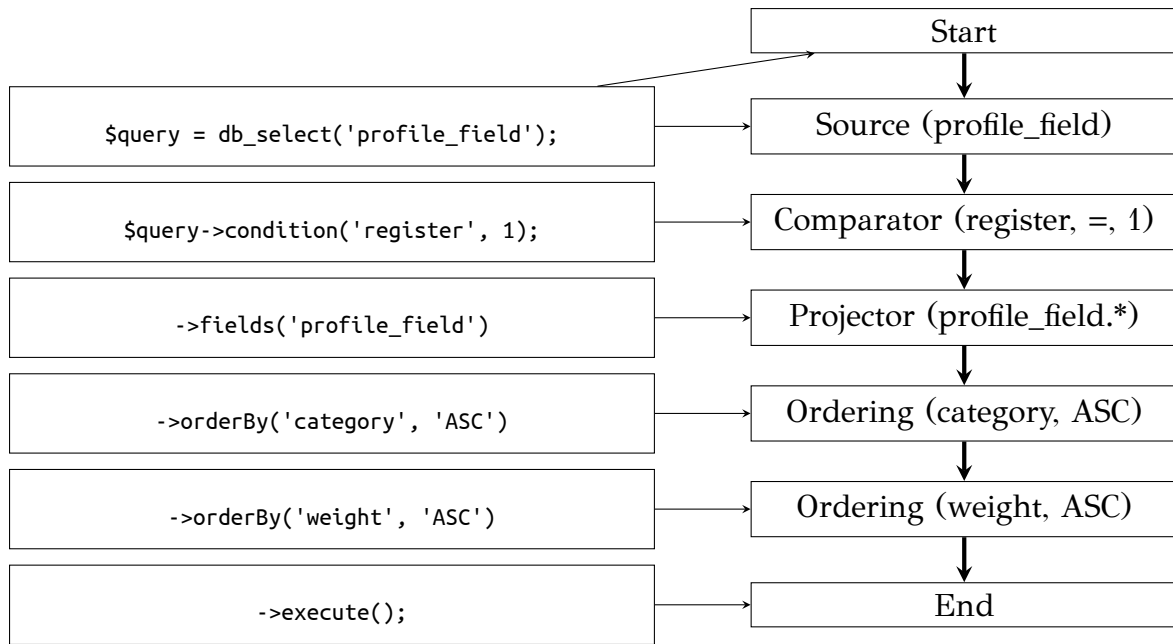 Start
$query = db_select('profile_field');
Source (profile_field)
$query->condition('register', 1);
Comparator (register, =, 1)
->fields('profile_field')
Projector (profile_field.*)
->orderBy('category', 'ASC')
Ordering (category, ASC)
->orderBy('weight', 'ASC')
Ordering (weight, ASC)
->execute();
End